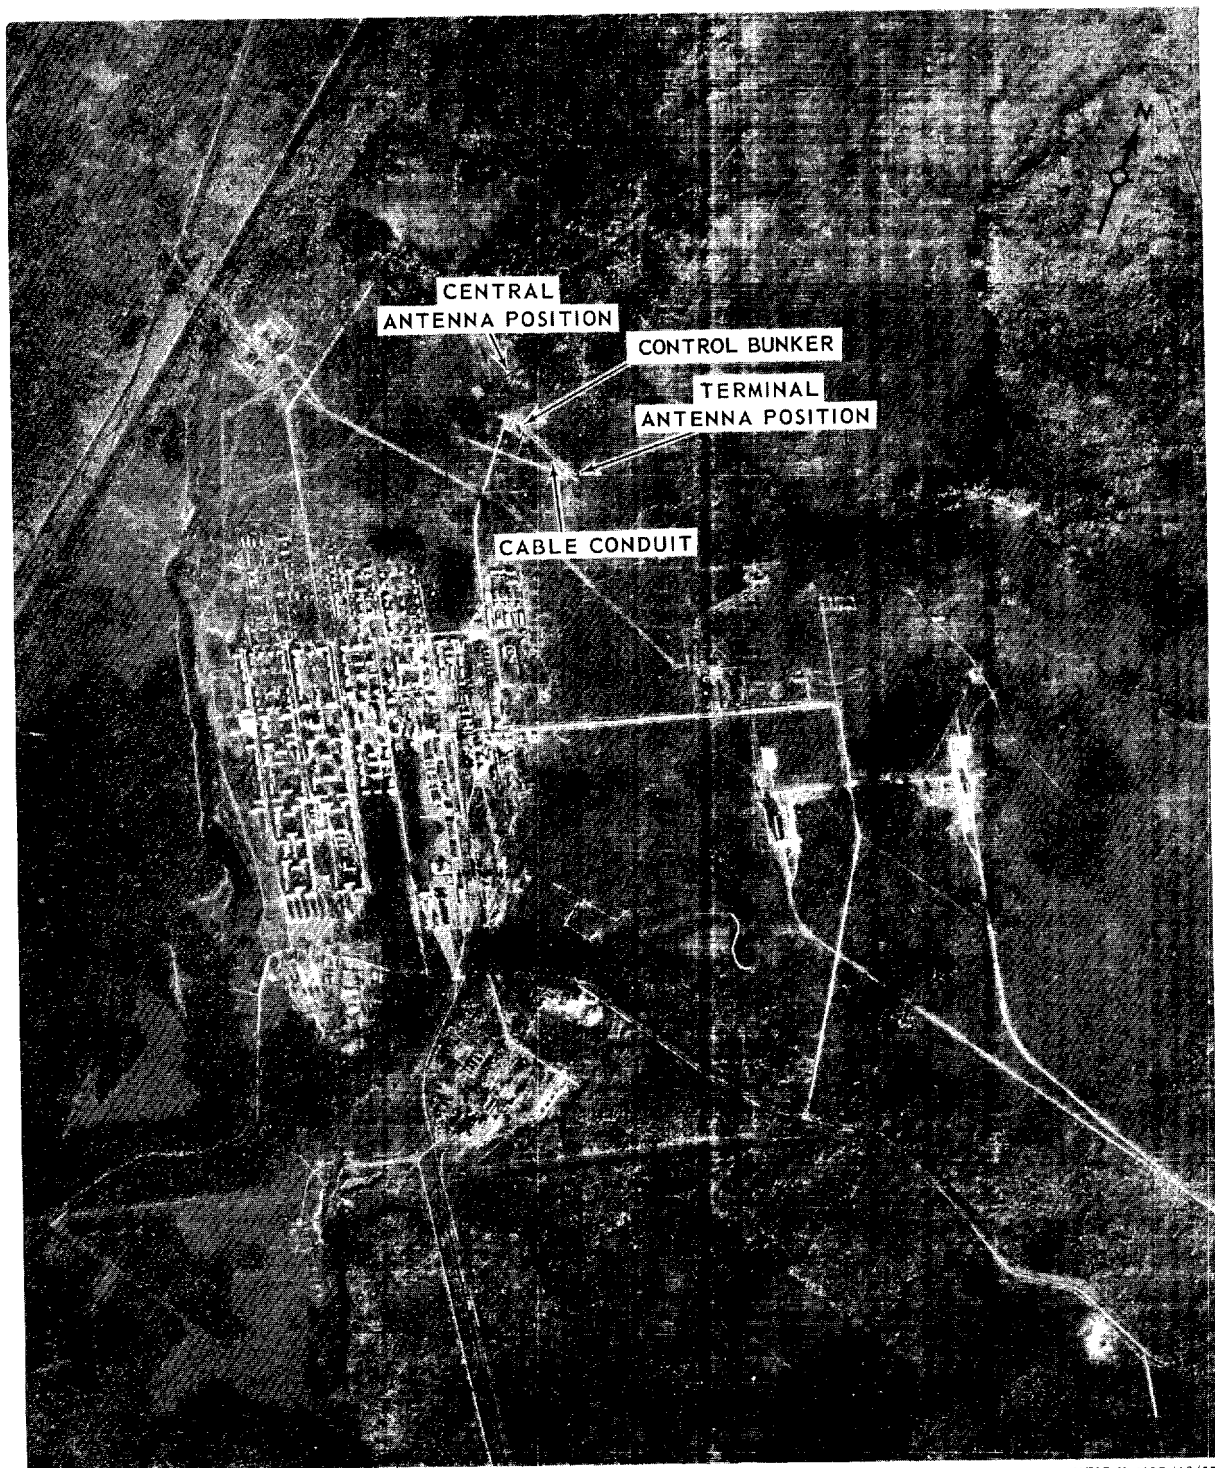 N
CENTRAL
ANTENNA POSITION
CONTROL BUNKER
TERMINAL
ANTENNA POSITION
CABLE CONDUIT